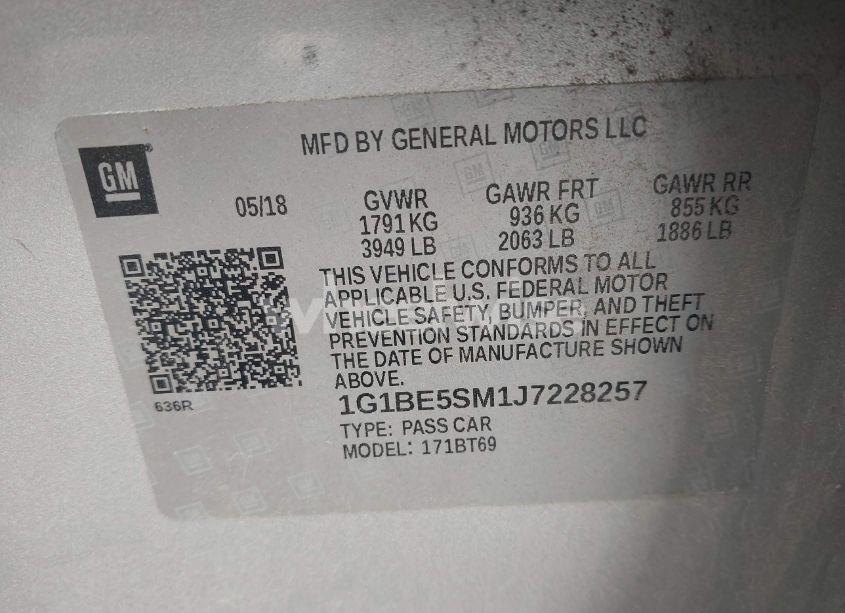 MFD BY GENERAL MOTORS LLC
GM
05/18
GVWR
1791 KG
3949 LB
GAWR FRT
936 KG
2063 LB
GAWR RR
855 KG
1886 LB
THIS VEHICLE CONFORMS TO ALL
APPLICABLE U.S. FEDERAL MOTOR
VEHICLE SAFETY, BUMPER, AND THEFT
PREVENTION STANDARDS IN EFFECT ON
THE DATE OF MANUFACTURE SHOWN
ABOVE.
636R
1G1BE5SM1J7228257
TYPE: PASS CAR
MODEL: 171BT69